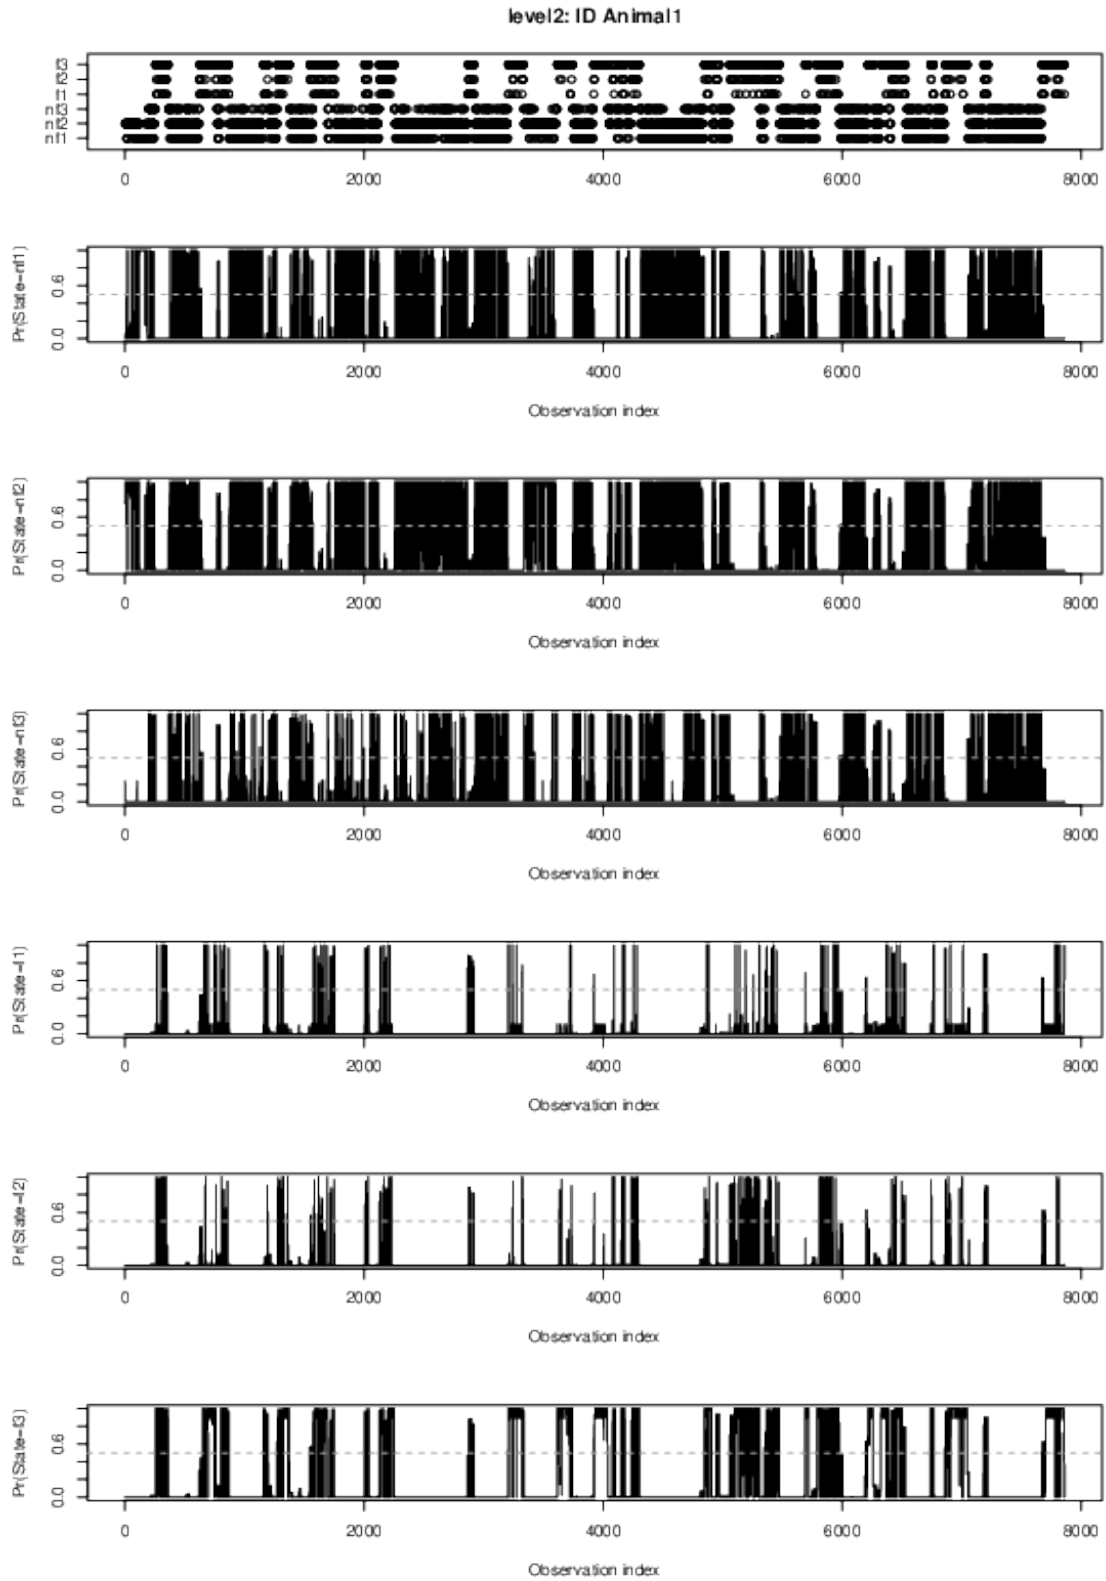 level2: ID Animal1
f3
f2
f1
nf3
nf2
nf1
0 2000 4000 6000 8000
Pr(State=nf1)
0.0 0.6
0 2000 4000 6000 8000
Observation index
Pr(State=nf2)
0.0 0.6
0 2000 4000 6000 8000
Observation index
Pr(State=nf3)
0.0 0.6
0 2000 4000 6000 8000
Observation index
Pr(State=f1)
0.0 0.6
0 2000 4000 6000 8000
Observation index
Pr(State=f2)
0.0 0.6
0 2000 4000 6000 8000
Observation index
Pr(State=f3)
0.0 0.6
0 2000 4000 6000 8000
Observation index